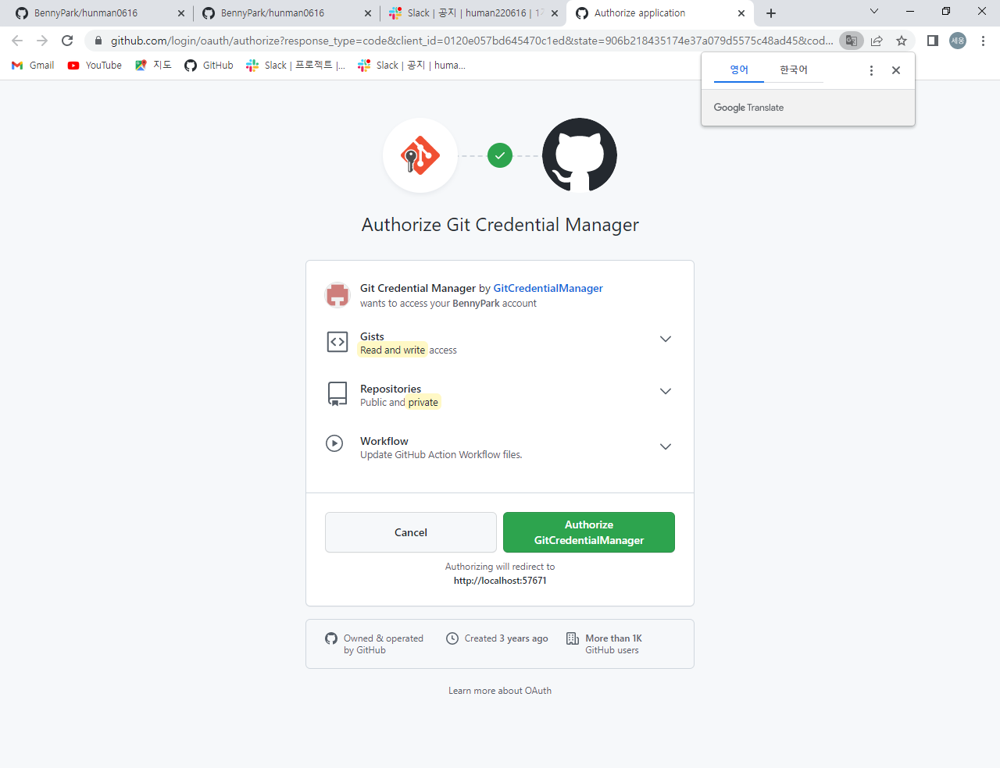 BennyPark/hunman0616
BennyPark/hunman0616
Slack | 공지 | human220616 | 1
Authorize application
github.com/login/oauth/authorize?response_type=code&client_id=0120e057bd645470c1ed&state=906b218435174e37a079d5575c48ad45&cod...
세웅
Gmail
YouTube
지도
GitHub
Slack | 프로젝트 |...
Slack | 공지 | huma...
영어
한국어
Google Translate
Authorize Git Credential Manager
Git Credential Manager by GitCredentialManager
wants to access your BennyPark account
Gists
Read and write access
Repositories
Public and private
Workflow
Update GitHub Action Workflow files.
Cancel
Authorize
GitCredentialManager
Authorizing will redirect to
http://localhost:57671
Owned & operated
by GitHub
Created 3 years ago
More than 1K
GitHub users
Learn more about OAuth